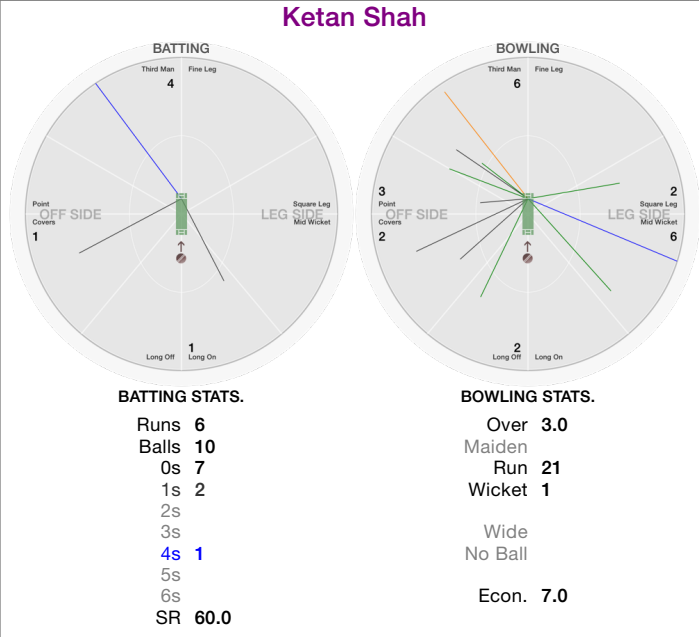 Ketan Shah
BATTING
Third Man Fine Leg
4
Point
OFF SIDE
Covers
1
Square Leg
LEG SIDE
Mid Wicket
1
Long Off Long On
BOWLING
Third Man Fine Leg
6
3
Point
OFF SIDE
Covers
2
2
Square Leg
LEG SIDE
Mid Wicket
6
2
Long Off Long On
BATTING STATS.
Runs 6
Balls 10
0s 7
1s 2
2s
3s
4s 1
5s
6s
SR 60.0
BOWLING STATS.
Over 3.0
Maiden
Run 21
Wicket 1
Wide
No Ball
Econ. 7.0